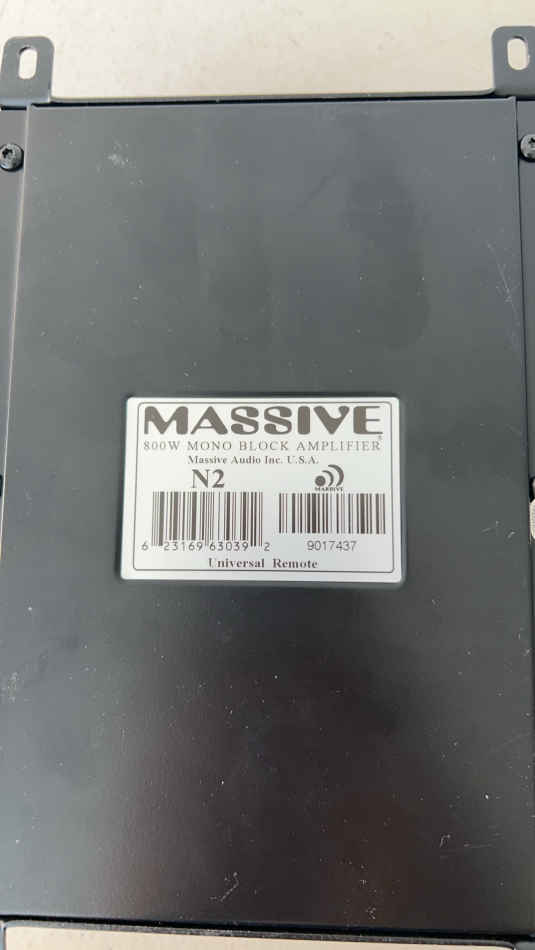 MASSIVE®
800W MONO BLOCK AMPLIFIER
Massive Audio Inc. U.S.A.
N2
MASSIVE
6 23169 63039 2
9017437
Universal Remote